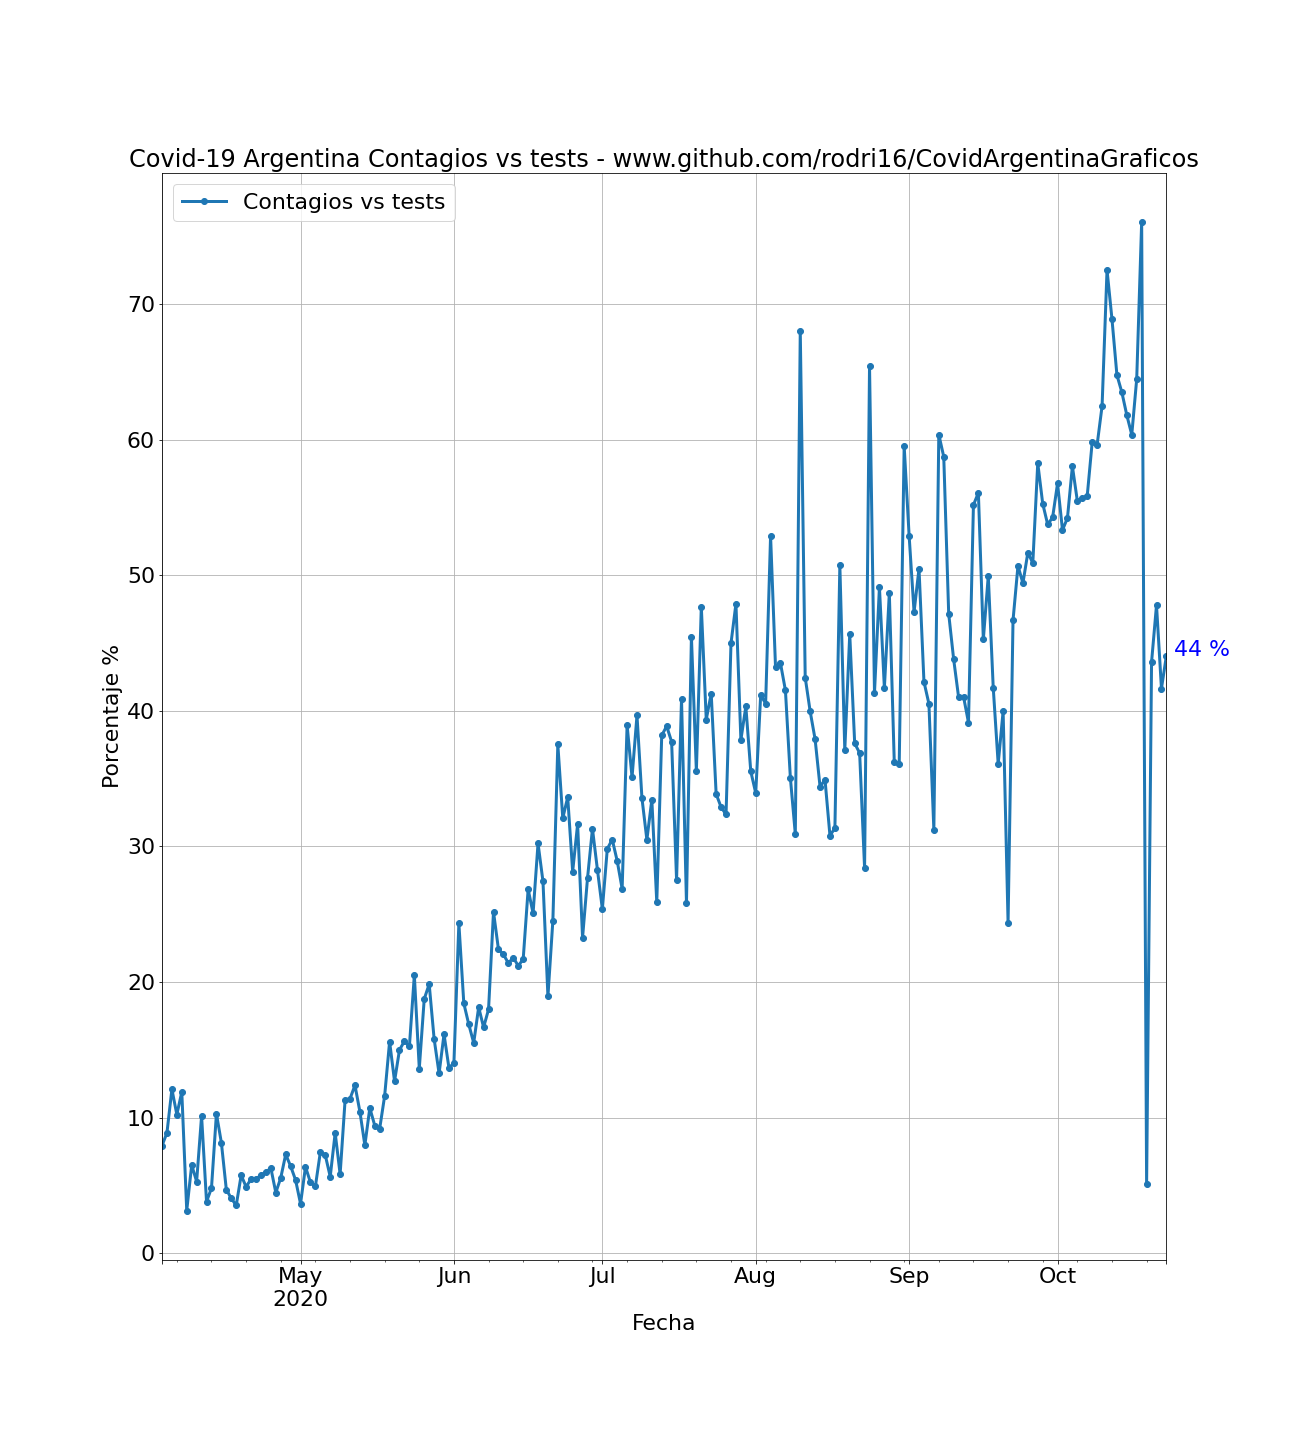 Covid-19 Argentina Contagios vs tests - www.github.com/rodri16/CovidArgentinaGraficos
Contagios vs tests
70
60
50
44 %
Porcentaje %
40
30
20
10
0
May Jun Jul Aug Sep Oct
2020
Fecha